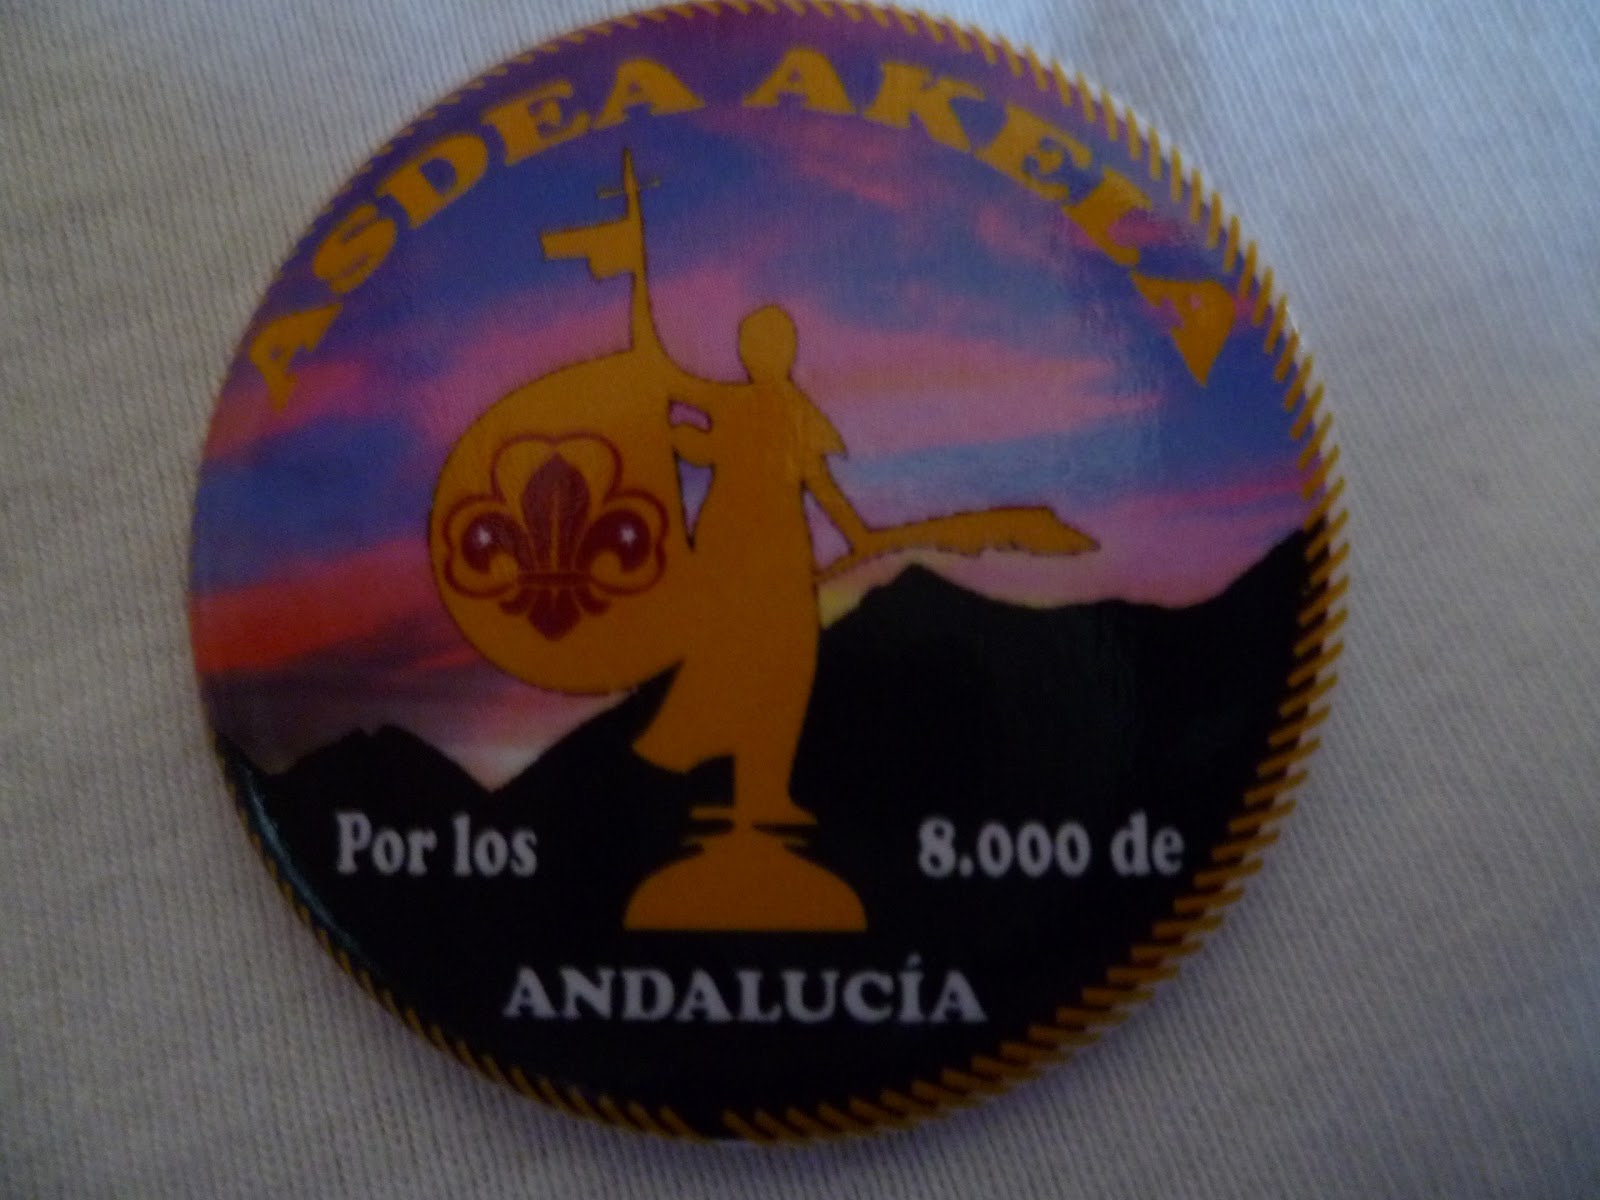 ASDEA AKELA
Por los 8.000 de
ANDALUCÍA